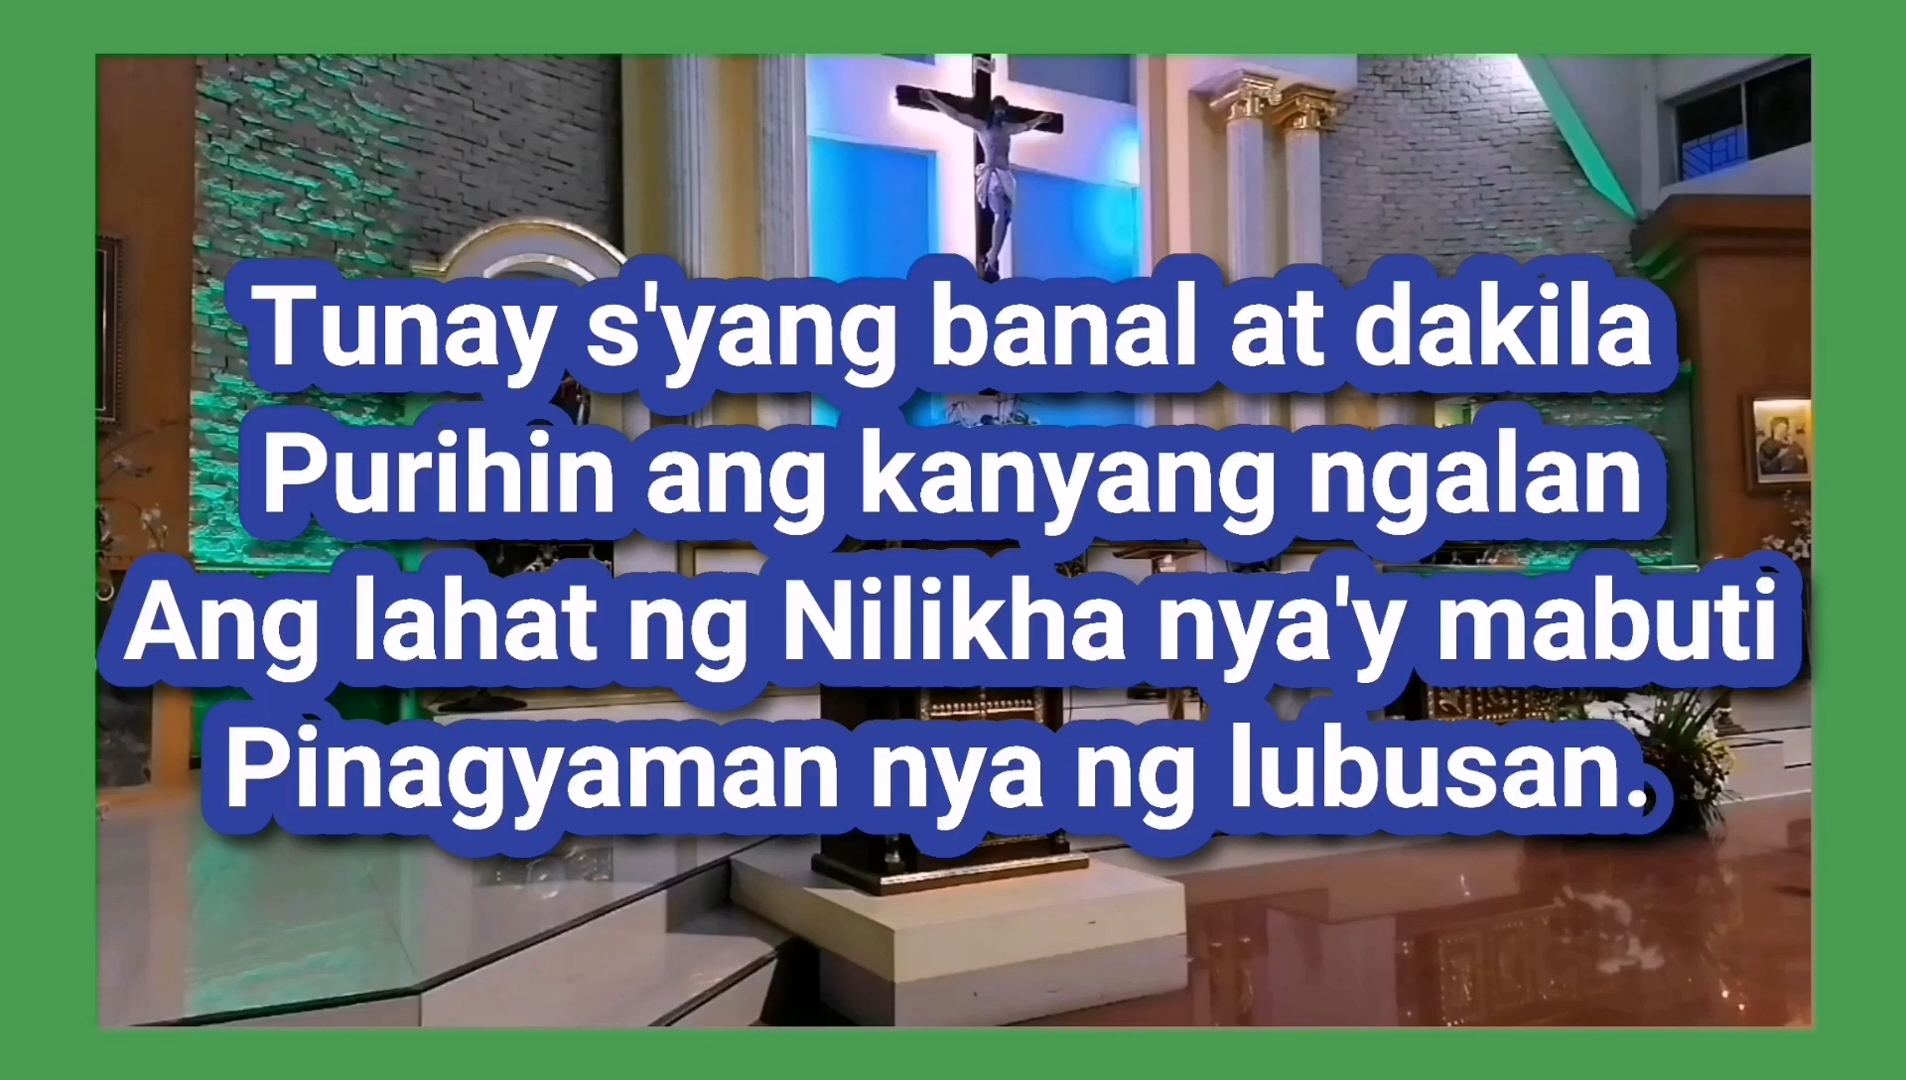 Tunay s'yang banal at dakila
Purihin ang kanyang ngalan
Ang lahat ng Nilikha nya'y mabuti
Pinagyaman nya ng lubusan.